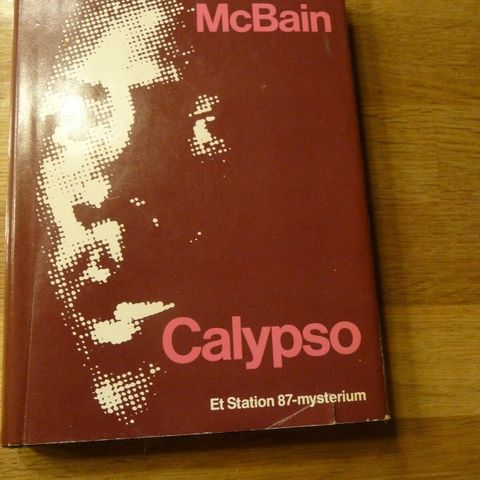 McBain
Calypso
Et Station 87-mysterium